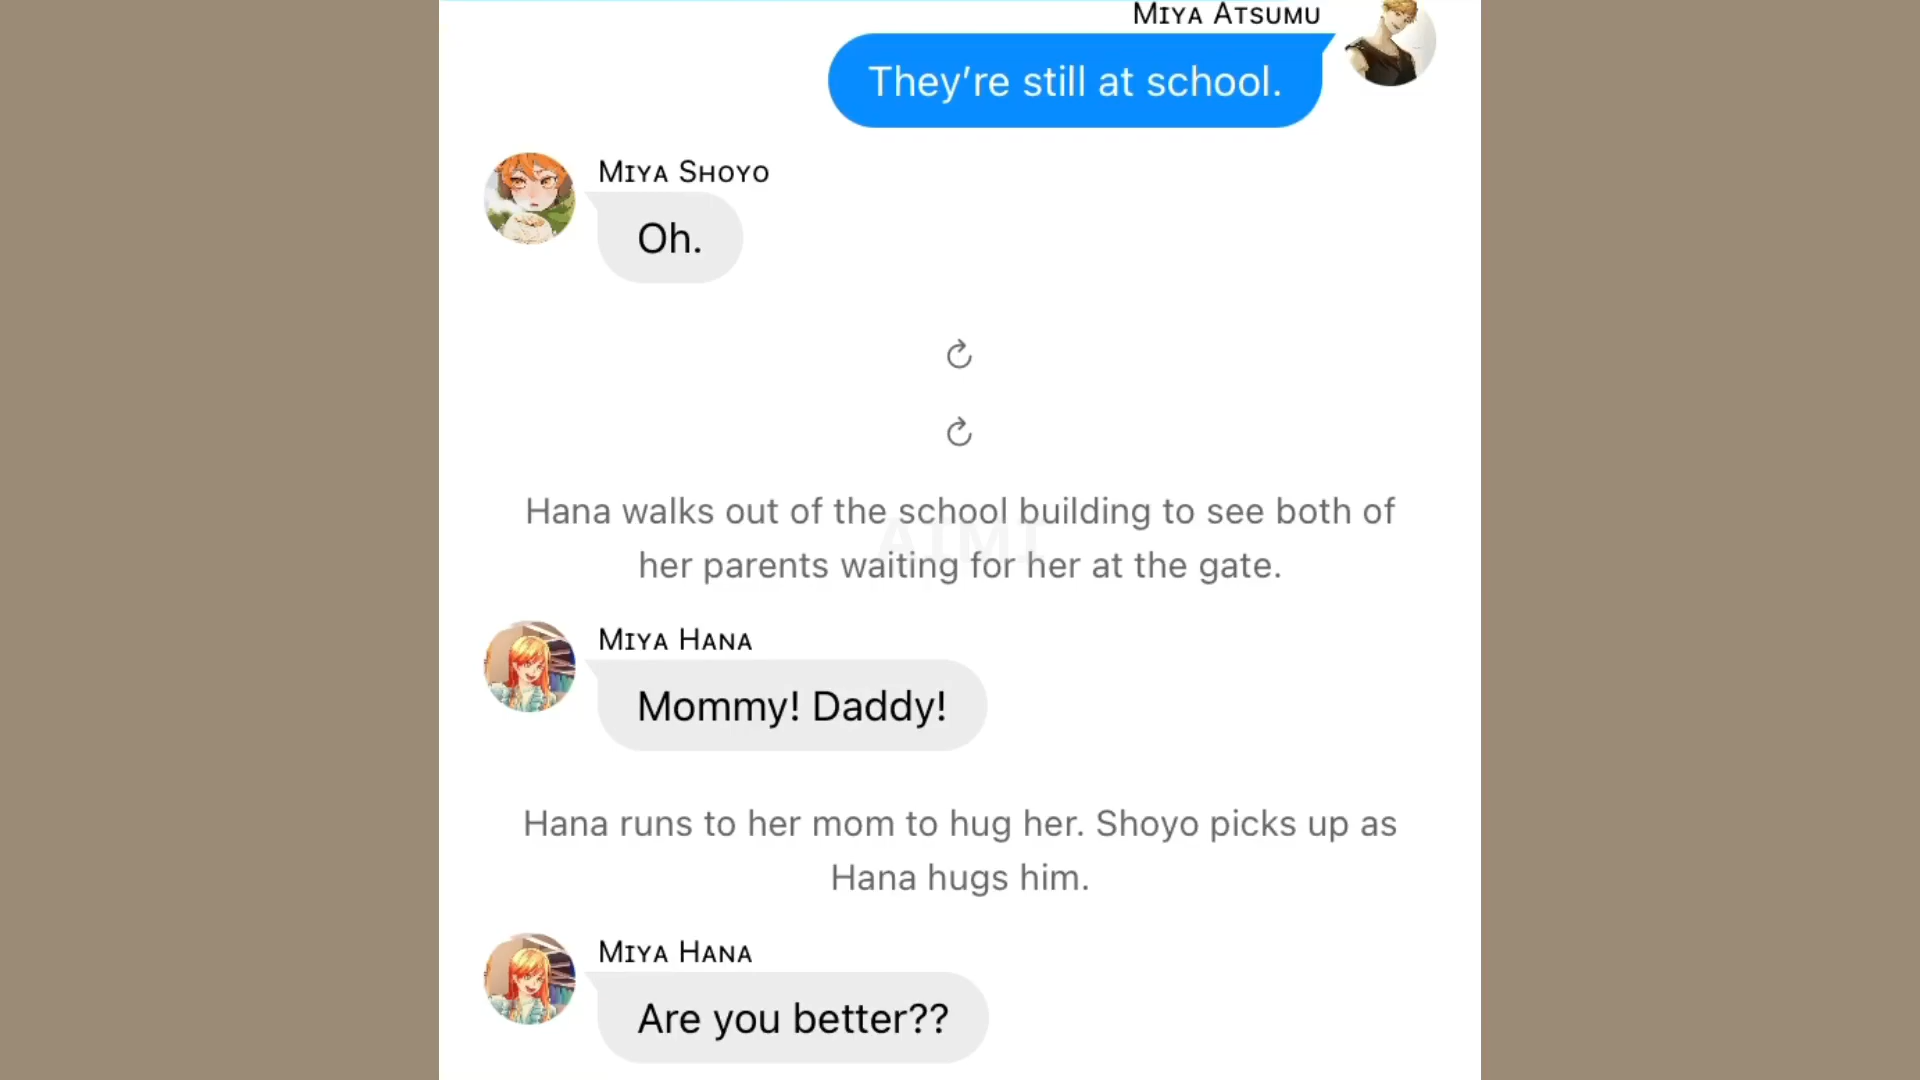 Miya Atsumu
They’re still at school.
Miya Shoyo
Oh.
Hana walks out of the school building to see both of
her parents waiting for her at the gate.
AIMI
Miya Hana
Mommy! Daddy!
Hana runs to her mom to hug her. Shoyo picks up as
Hana hugs him.
Miya Hana
Are you better??